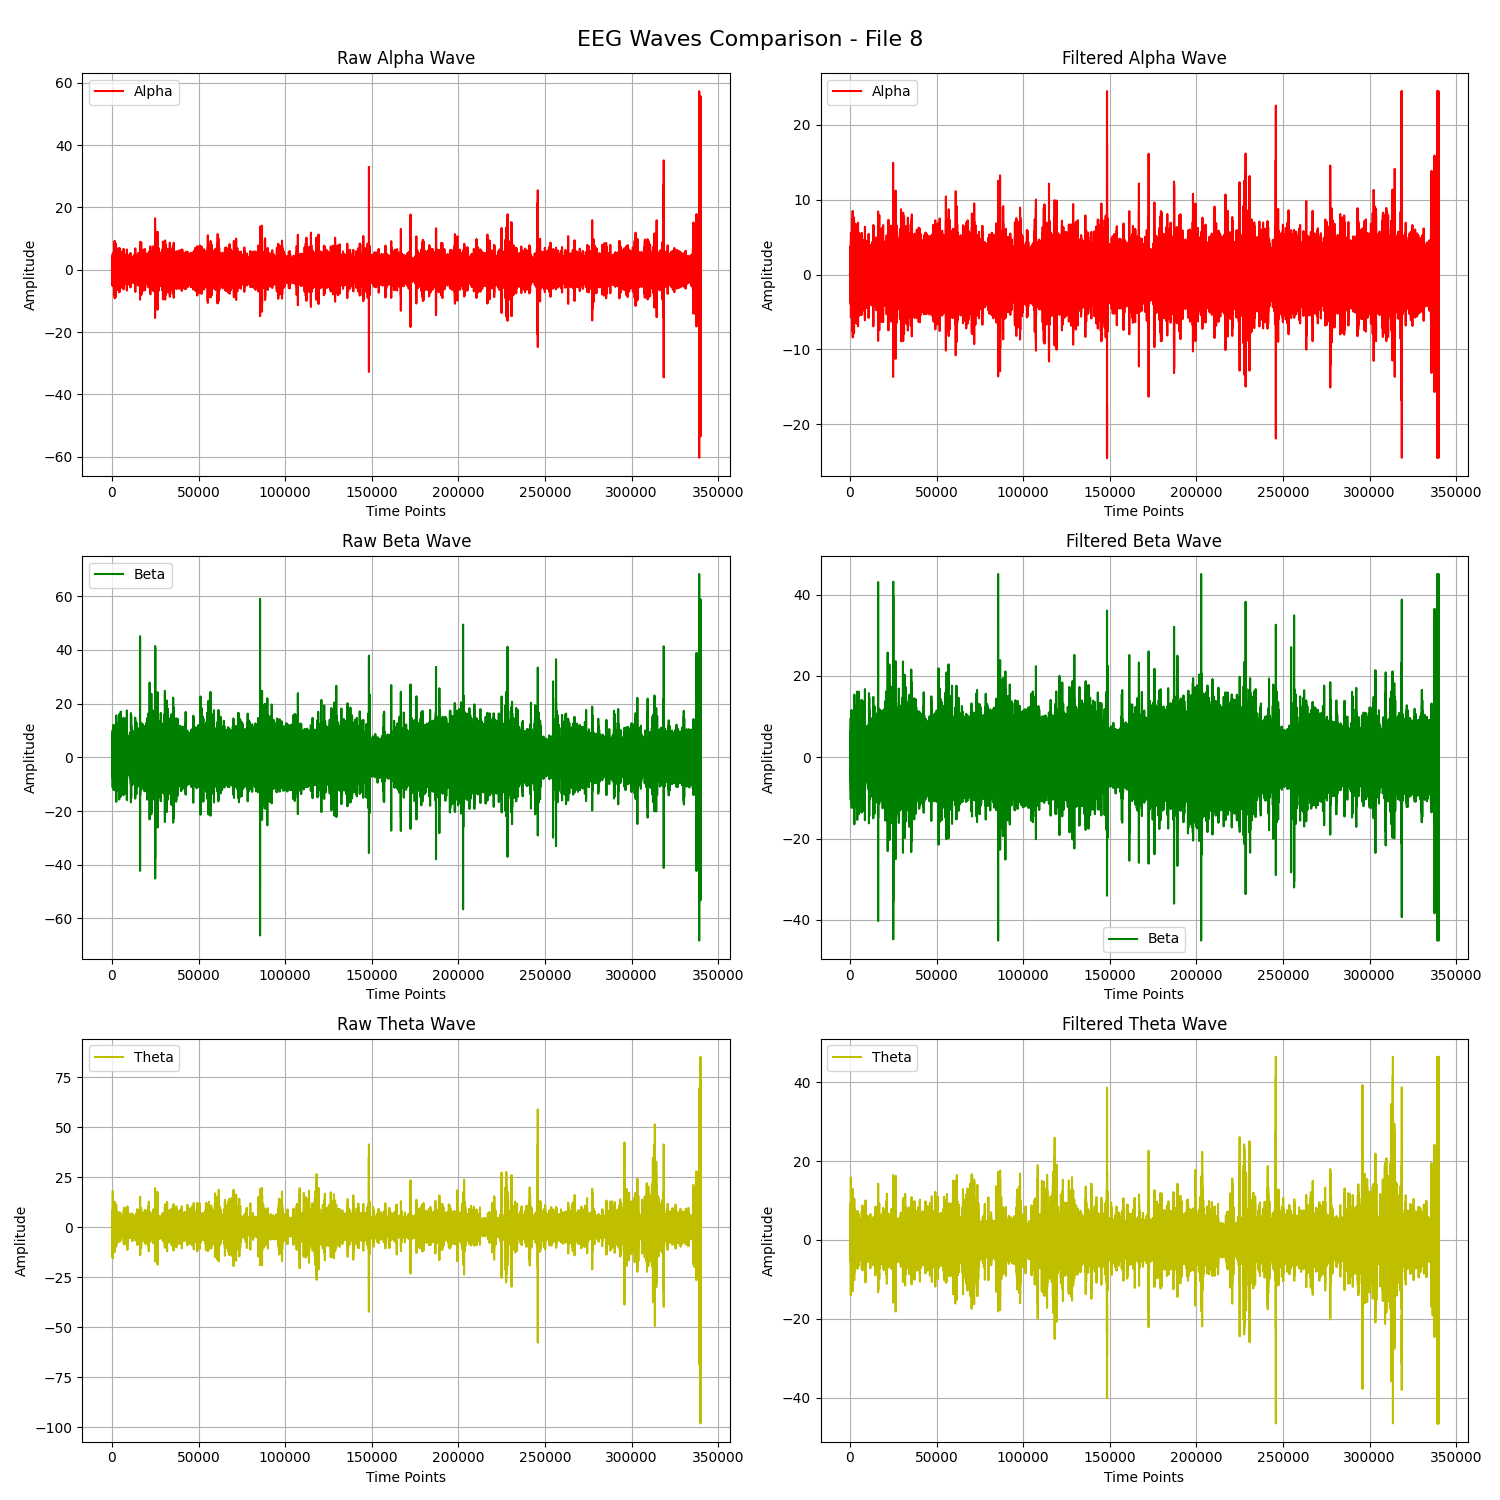 EEG Waves Comparison - File 8
Raw Alpha Wave
Alpha
60
40
20
0
−20
−40
−60
Amplitude
0 50000 100000 150000 200000 250000 300000 350000
Time Points
Filtered Alpha Wave
Alpha
20
10
0
−10
−20
Amplitude
0 50000 100000 150000 200000 250000 300000 350000
Time Points
Raw Beta Wave
Beta
60
40
20
0
−20
−40
−60
Amplitude
0 50000 100000 150000 200000 250000 300000 350000
Time Points
Filtered Beta Wave
40
20
0
−20
−40
Amplitude
Beta
0 50000 100000 150000 200000 250000 300000 350000
Time Points
Raw Theta Wave
Theta
75
50
25
0
−25
−50
−75
−100
Amplitude
0 50000 100000 150000 200000 250000 300000 350000
Time Points
Filtered Theta Wave
Theta
40
20
0
−20
−40
Amplitude
0 50000 100000 150000 200000 250000 300000 350000
Time Points